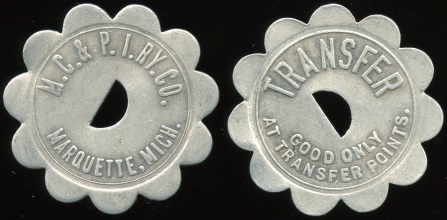 M.C.& P.I.RY.CO.
MARQUETTE, MICH.
TRANSFER
GOOD ONLY
AT TRANSFER POINTS.